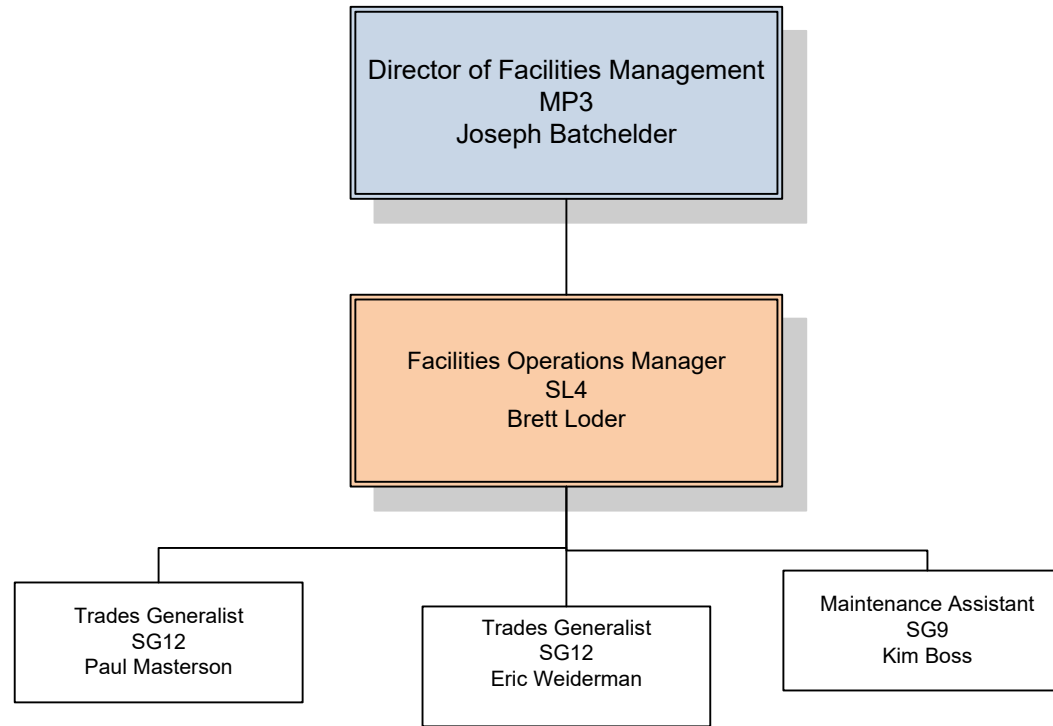 Director of Facilities Management
MP3
Joseph Batchelder
Facilities Operations Manager
SL4
Brett Loder
Trades Generalist
SG12
Paul Masterson
Trades Generalist
SG12
Eric Weiderman
Maintenance Assistant
SG9
Kim Boss